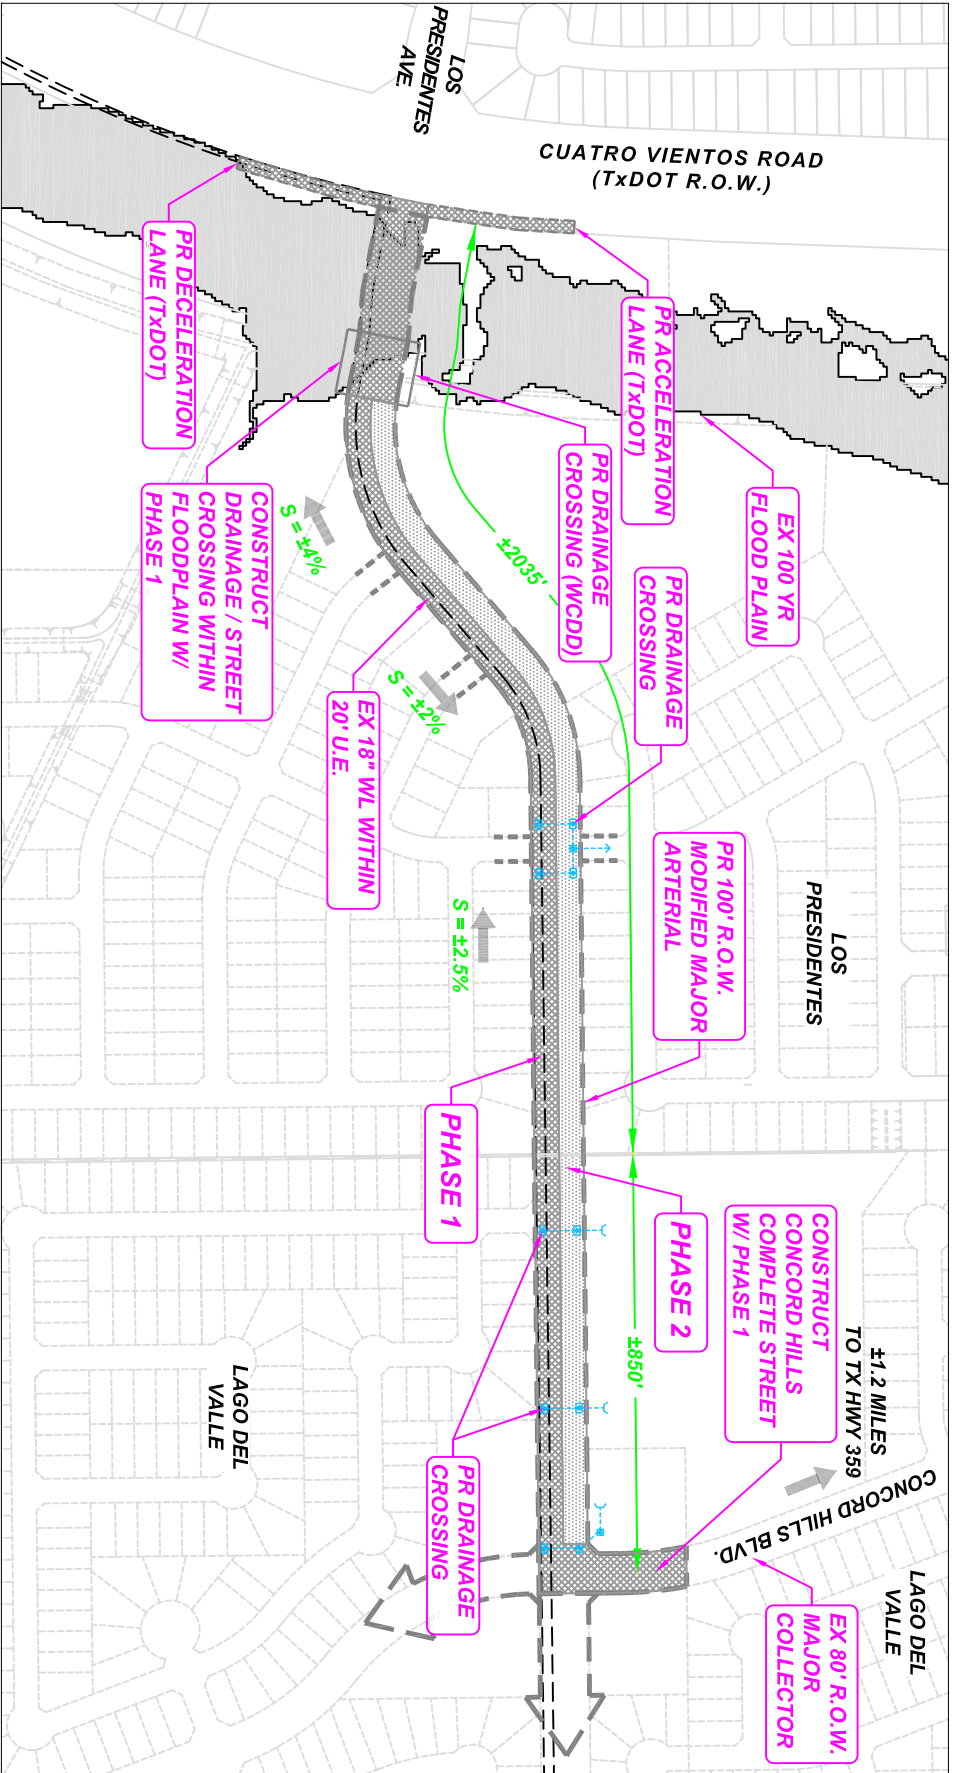 LOS
PRESIDENTES
AVE.
CUATRO VIENTOS ROAD
(TxDOT R.O.W.)
PR DECELERATION
LANE (TxDOT)
PR ACCELERATION
LANE (TxDOT)
PR DRAINAGE
CROSSING (WCDD)
EX 100 YR
FLOOD PLAIN
CONSTRUCT
DRAINAGE / STREET
CROSSING WITHIN
FLOODPLAIN W/
PHASE 1
S = ±4%
±2035'
PR DRAINAGE
CROSSING
S = ±2%
EX 18" WL WITHIN
20' U.E.
PR 100' R.O.W.
MODIFIED MAJOR
ARTERIAL
LOS
PRESIDENTES
S = ±2.5%
PHASE 1
PHASE 2
CONSTRUCT
CONCORD HILLS
COMPLETE STREET
W/ PHASE 1
±1.2 MILES
TO TX HWY 359
±850'
LAGO DEL
VALLE
PR DRAINAGE
CROSSING
CONCORD HILLS BLVD.
LAGO DEL
VALLE
EX 80' R.O.W.
MAJOR
COLLECTOR